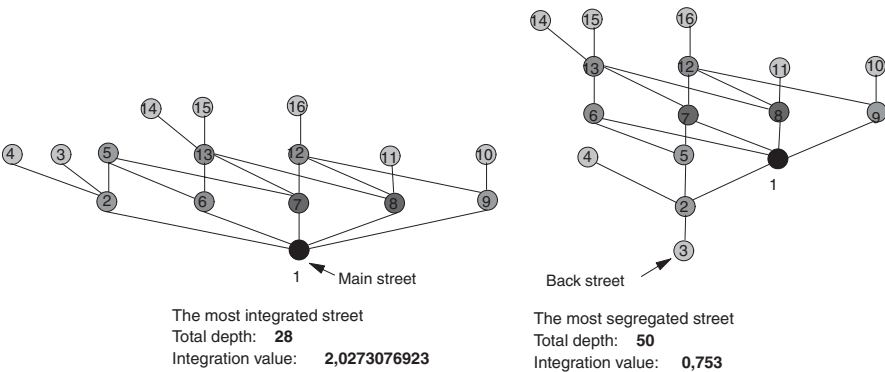 14 15 16
4 3 5 13 12 11 10
2 6 7 8 9
1
Main street
The most integrated street
Total depth: 28
Integration value: 2,0273076923
14 15 16
13 12 11 10
6 7 8 9
4 5
1
2
3
Back street
The most segregated street
Total depth: 50
Integration value: 0,753